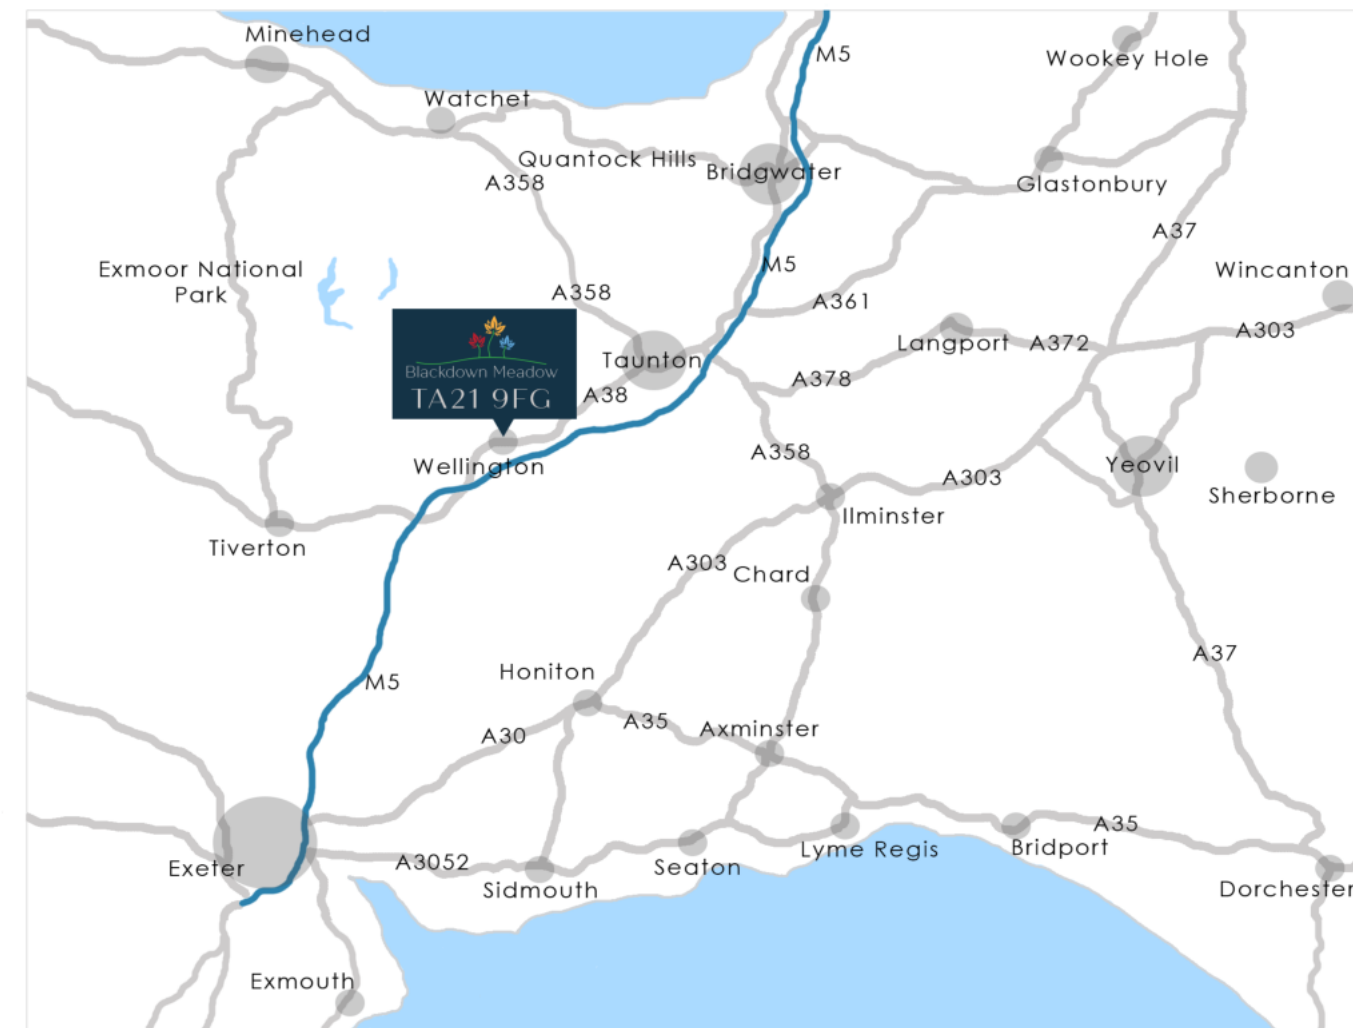 Minehead
M5
Wookey Hole
Watchet
Quantock Hills
Bridgwater
A358
Glastonbury
A37
M5
Exmoor National
Park
Wincanton
A358
A361
A303
Langport
A372
Taunton
Blackdown Meadow
TA21 9FG
A378
A38
A358
Wellington
Yeovil
A303
Sherborne
Ilminster
Tiverton
A303
Chard
A37
Honiton
M5
A35
Axminster
A30
A35
Lyme Regis
Bridport
A3052
Seaton
Exeter
Sidmouth
Dorchester
Exmouth